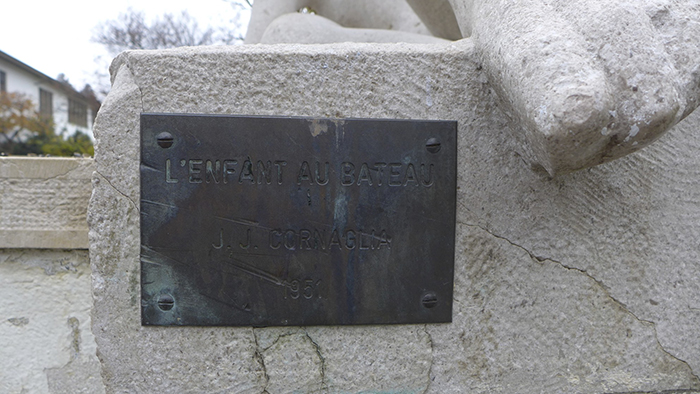 L'ENFANT AU BATEAU
J. J. CORNAGLIA
1951